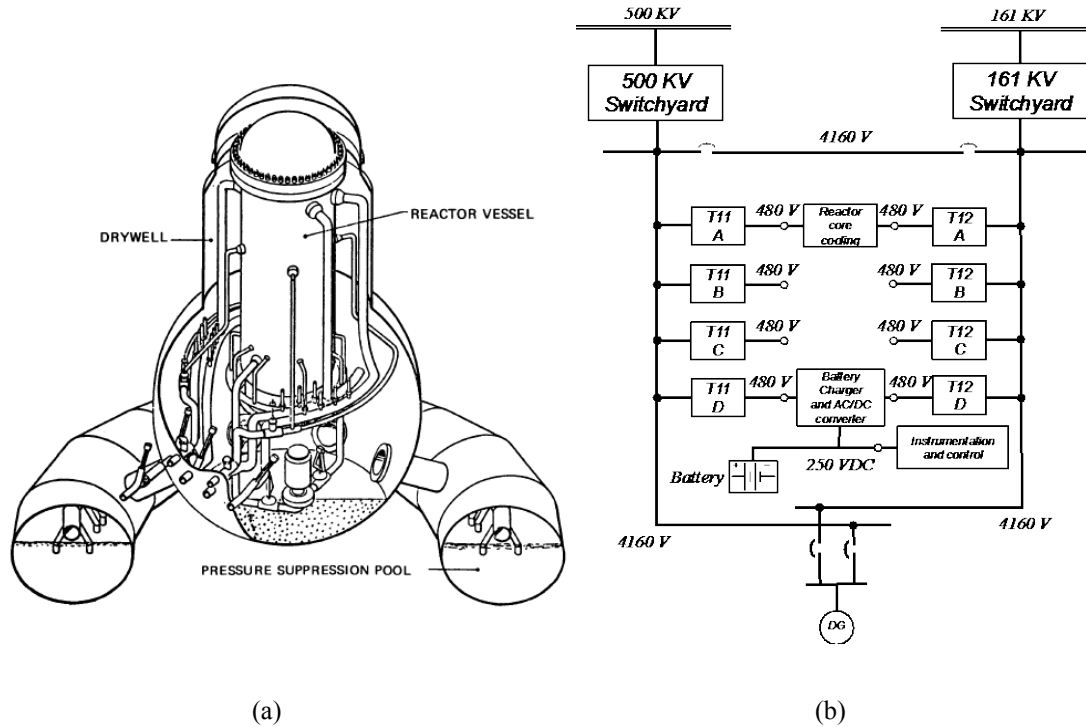 DRYWELL
REACTOR VESSEL
PRESSURE SUPPRESSION POOL
(a)
500 KV
161 KV
500 KV
Switchyard
161 KV
Switchyard
4160 V
T11
A
480 V
Reactor
core
cooling
480 V
T12
A
T11
B
480 V
480 V
T12
B
T11
C
480 V
480 V
T12
C
T11
D
480 V
Battery
Charger
and AC/DC
converter
480 V
T12
D
Battery
+
-
250 VDC
Instrumentation
and control
4160 V
4160 V
DG
(b)